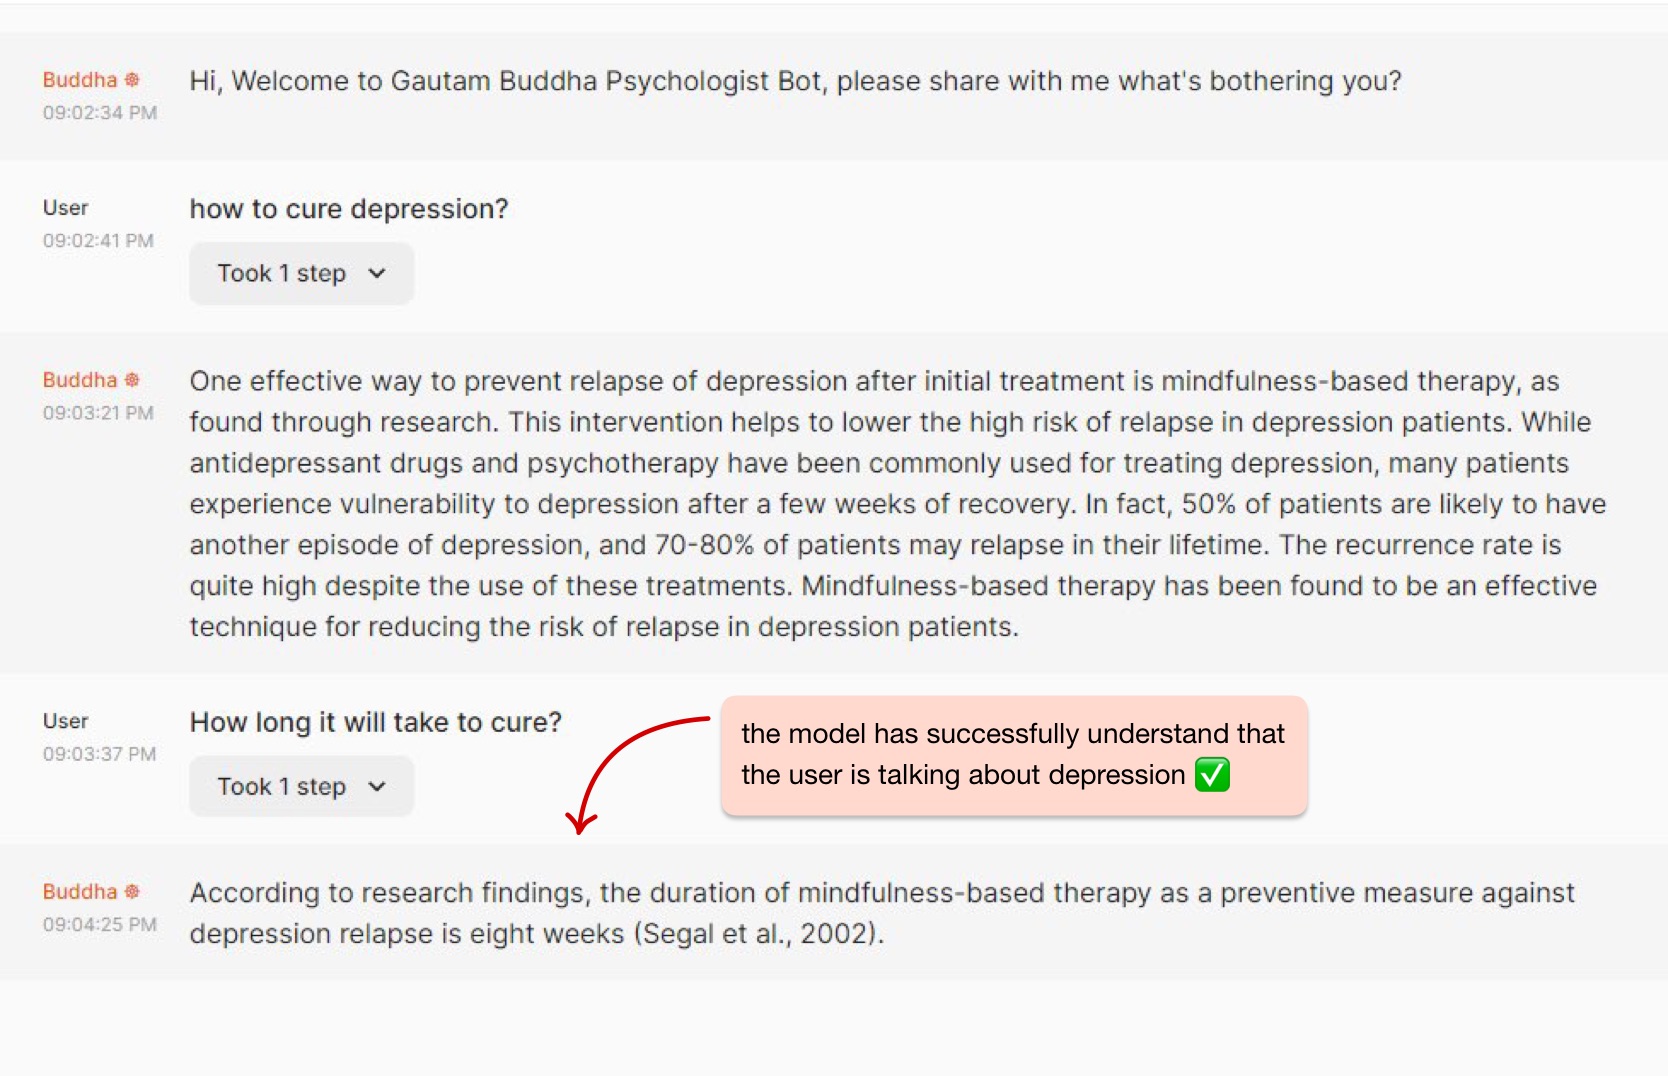 Buddha
09:02:34 PM
Hi, Welcome to Gautam Buddha Psychologist Bot, please share with me what's bothering you?
User
09:02:41 PM
how to cure depression?
Took 1 step
Buddha
09:03:21 PM
One effective way to prevent relapse of depression after initial treatment is mindfulness-based therapy, as
found through research. This intervention helps to lower the high risk of relapse in depression patients. While
antidepressant drugs and psychotherapy have been commonly used for treating depression, many patients
experience vulnerability to depression after a few weeks of recovery. In fact, 50% of patients are likely to have
another episode of depression, and 70-80% of patients may relapse in their lifetime. The recurrence rate is
quite high despite the use of these treatments. Mindfulness-based therapy has been found to be an effective
technique for reducing the risk of relapse in depression patients.
User
09:03:37 PM
How long it will take to cure?
Took 1 step
the model has successfully understand that
the user is talking about depression ✅
Buddha
09:04:25 PM
According to research findings, the duration of mindfulness-based therapy as a preventive measure against
depression relapse is eight weeks (Segal et al., 2002).